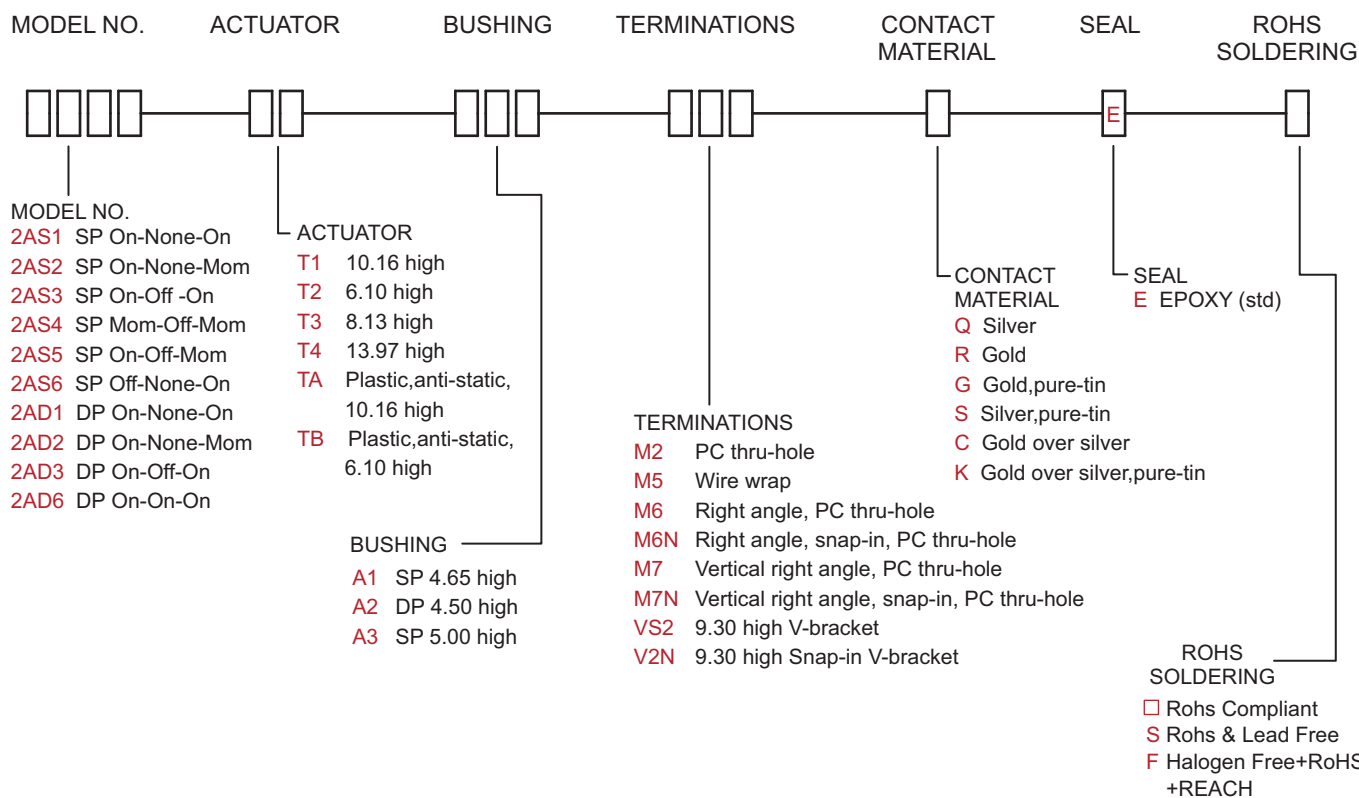 MODEL NO. ACTUATOR BUSHING TERMINATIONS CONTACT MATERIAL SEAL ROHS SOLDERING
E
MODEL NO.
2AS1 SP On-None-On
2AS2 SP On-None-Mom
2AS3 SP On-Off -On
2AS4 SP Mom-Off-Mom
2AS5 SP On-Off-Mom
2AS6 SP Off-None-On
2AD1 DP On-None-On
2AD2 DP On-None-Mom
2AD3 DP On-Off-On
2AD6 DP On-On-On
ACTUATOR
T1 10.16 high
T2 6.10 high
T3 8.13 high
T4 13.97 high
TA Plastic,anti-static,
10.16 high
TB Plastic,anti-static,
6.10 high
BUSHING
A1 SP 4.65 high
A2 DP 4.50 high
A3 SP 5.00 high
TERMINATIONS
M2 PC thru-hole
M5 Wire wrap
M6 Right angle, PC thru-hole
M6N Right angle, snap-in, PC thru-hole
M7 Vertical right angle, PC thru-hole
M7N Vertical right angle, snap-in, PC thru-hole
VS2 9.30 high V-bracket
V2N 9.30 high Snap-in V-bracket
CONTACT
MATERIAL
Q Silver
R Gold
G Gold,pure-tin
S Silver,pure-tin
C Gold over silver
K Gold over silver,pure-tin
SEAL
E EPOXY (std)
ROHS
SOLDERING
☐ Rohs Compliant
S Rohs & Lead Free
F Halogen Free+RoHS
+REACH